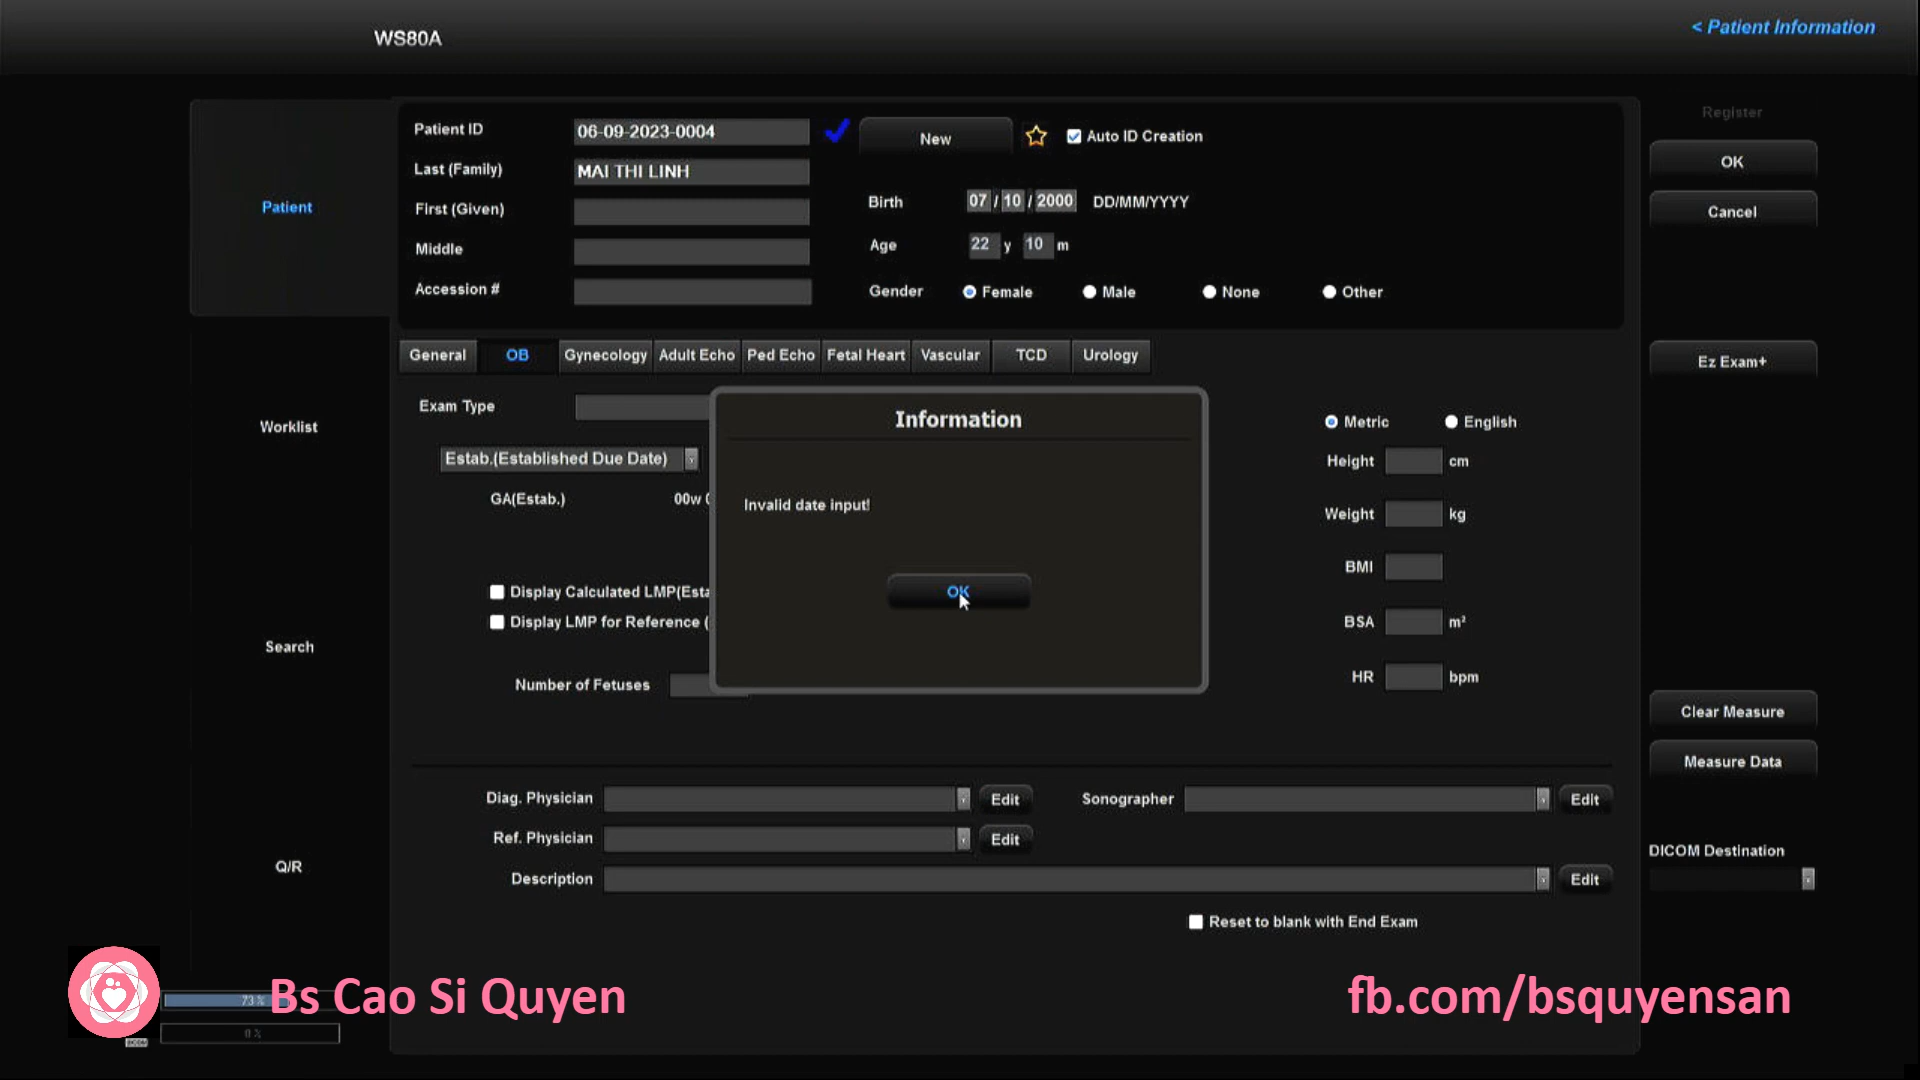 WS80A
< Patient Information
Patient
Worklist
Search
Q/R
Patient ID 06-09-2023-0004 New Auto ID Creation
Last (Family) MAI THI LINH
First (Given)
Middle
Accession #
Birth 07 / 10 / 2000 DD/MM/YYYY
Age 22 y 10 m
Gender Female Male None Other
General OB Gynecology Adult Echo Ped Echo Fetal Heart Vascular TCD Urology
Exam Type
Estab.(Established Due Date)
GA(Estab.) 00w
Display Calculated LMP(Esta
Display LMP for Reference (
Number of Fetuses
Information
Invalid date input!
OK
Metric English
Height cm
Weight kg
BMI
BSA m²
HR bpm
Diag. Physician Edit Sonographer Edit
Ref. Physician Edit
Description Edit
Reset to blank with End Exam
Register
OK
Cancel
Ez Exam+
Clear Measure
Measure Data
DICOM Destination
73 %
0 %
DICOM
Bs Cao Si Quyen
fb.com/bsquyensan